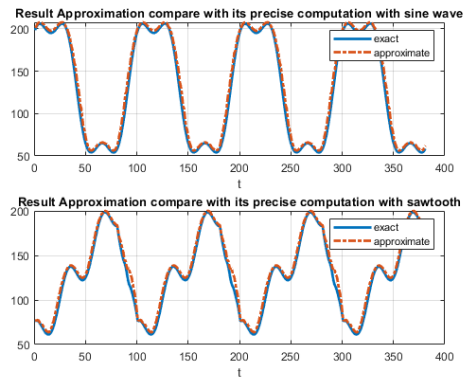 Result Approximation compare with its precise computation with sine wave
200
150
100
50
0 50 100 150 200 250 300 350 400
t
exact
approximate
Result Approximation compare with its precise computation with sawtooth
200
150
100
50
0 50 100 150 200 250 300 350 400
t
exact
approximate